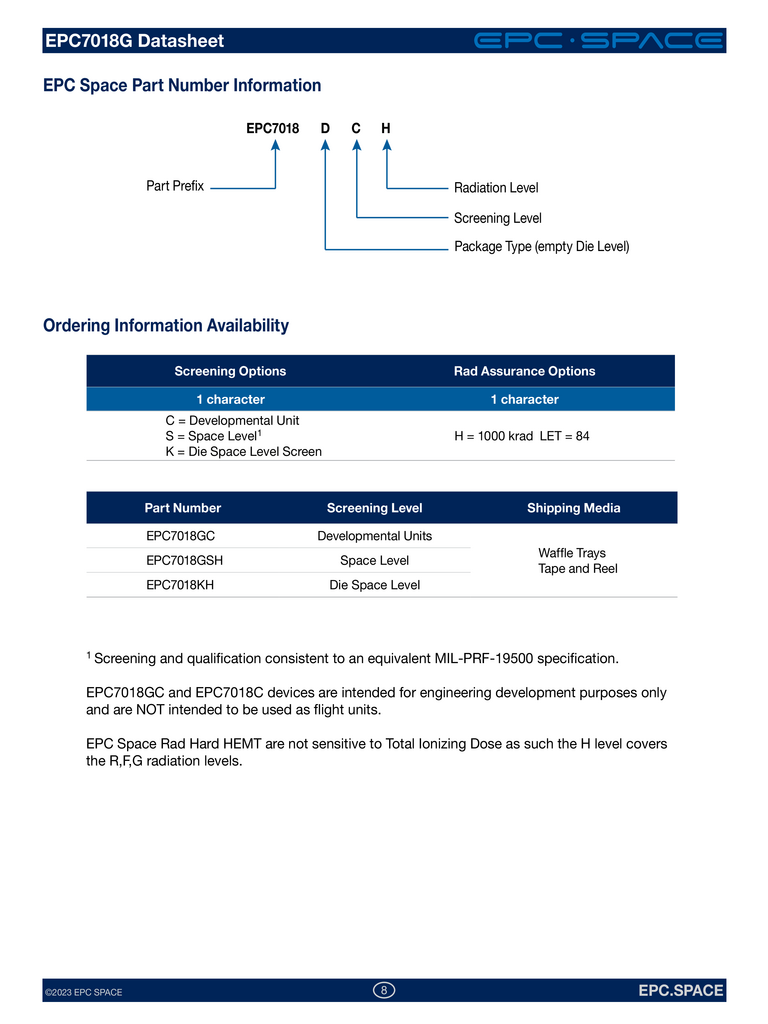 EPC7018G Datasheet
EPC·SPACE
EPC Space Part Number Information
EPC7018 D C H
Part Prefix
Radiation Level
Screening Level
Package Type (empty Die Level)
Ordering Information Availability
Screening Options Rad Assurance Options
1 character 1 character
C = Developmental Unit
S = Space Level¹
K = Die Space Level Screen
H = 1000 krad LET = 84
Part Number Screening Level Shipping Media
EPC7018GC Developmental Units
EPC7018GSH Space Level
EPC7018KH Die Space Level
Waffle Trays
Tape and Reel
¹ Screening and qualification consistent to an equivalent MIL-PRF-19500 specification.
EPC7018GC and EPC7018C devices are intended for engineering development purposes only
and are NOT intended to be used as flight units.
EPC Space Rad Hard HEMT are not sensitive to Total Ionizing Dose as such the H level covers
the R,F,G radiation levels.
©2023 EPC SPACE
8
EPC.SPACE